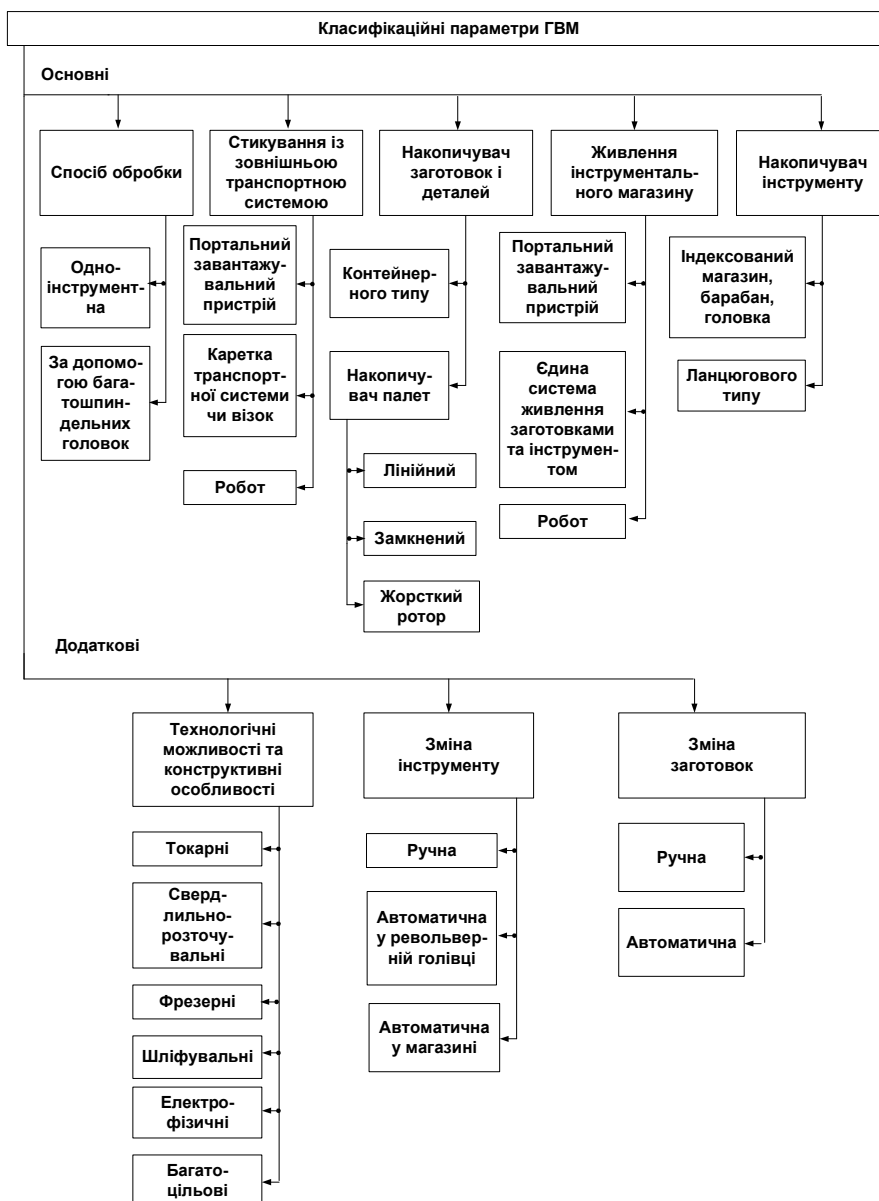 Класифікаційні параметри ГВМ
Основні
Спосіб обробки
Стикування із
зовнішньою
транспортною
системою
Накопичувач
заготовок і
деталей
Живлення
інструменталь-
ного магазину
Накопичувач
інструменту
Одно-
інструмент-
на
За допомо-
гою бага-
тошпин-
дельних
головок
Портальний
завантажу-
вальний
пристрій
Каретка
транспорт-
ної системи
чи візок
Робот
Контейнер-
ного типу
Накопичу-
вач палет
Лінійний
Замкнений
Жорсткий
ротор
Портальний
завантажу-
вальний
пристрій
Єдина
система
живлення
заготовками
та інструмен-
том
Робот
Індексований
магазин,
барабан,
головка
Ланцюгового
типу
Додаткові
Технологічні
можливості та
конструктивні
особливості
Зміна
інструменту
Зміна
заготовок
Токарні
Сверд-
лильно-
розточу-
вальні
Фрезерні
Шліфувальні
Електро-
фізичні
Багато-
цільові
Ручна
Автоматична
у револьвер-
ній голівці
Автоматична
у магазині
Ручна
Автоматична